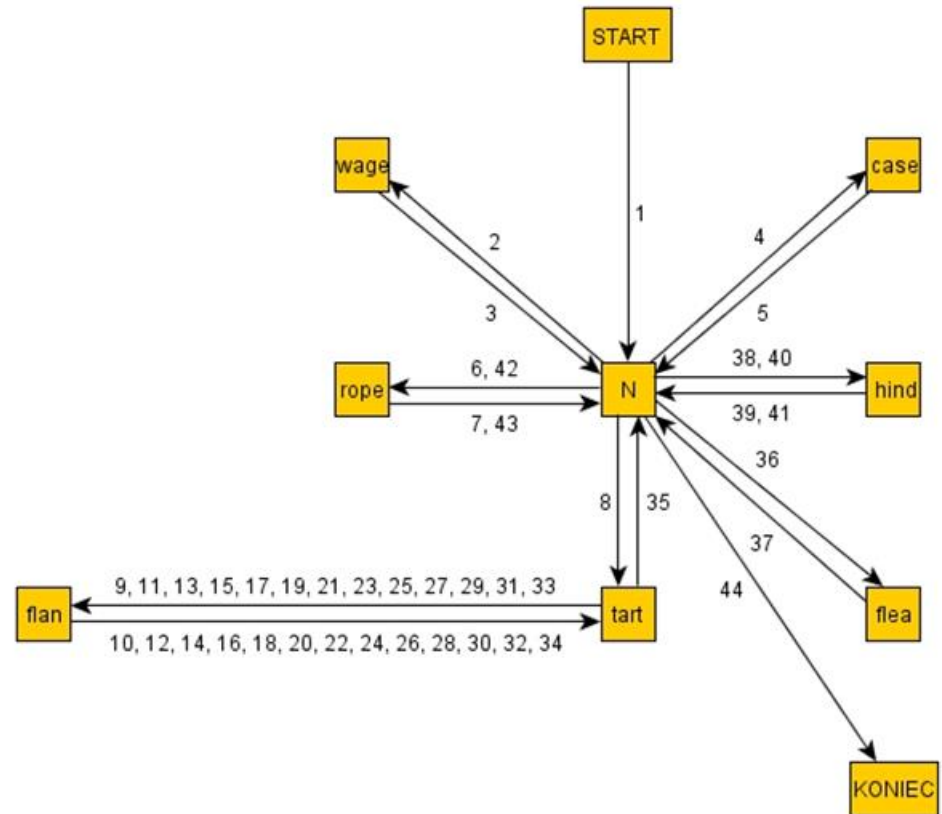 START
wage
case
1
2
4
3
5
38, 40
6, 42
rope
N
hind
7, 43
39, 41
36
8
35
37
9, 11, 13, 15, 17, 19, 21, 23, 25, 27, 29, 31, 33
44
flan
tart
flea
10, 12, 14, 16, 18, 20, 22, 24, 26, 28, 30, 32, 34
KONIEC